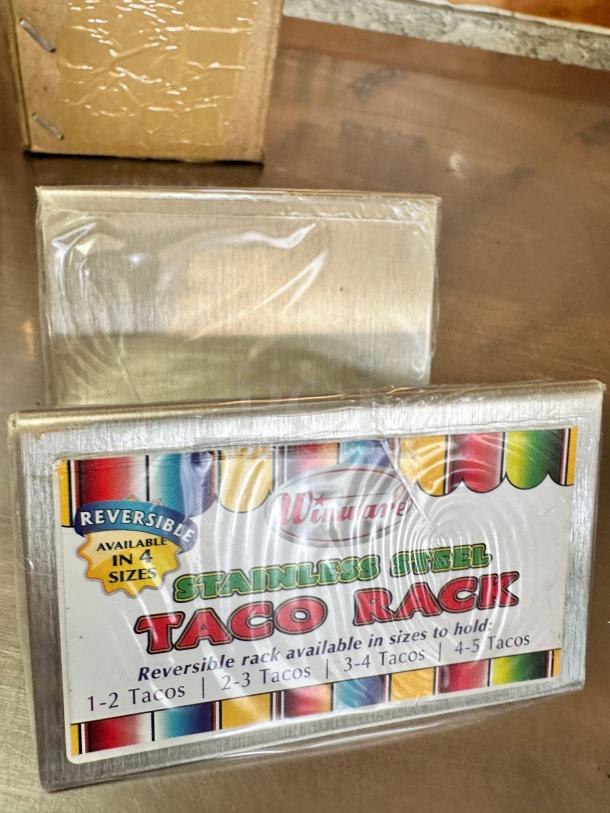 Winware
REVERSIBLE
AVAILABLE
IN 4
SIZES
STAINLESS STEEL
TACO RACK
Reversible rack available in sizes to hold:
1-2 Tacos | 2-3 Tacos | 3-4 Tacos | 4-5 Tacos